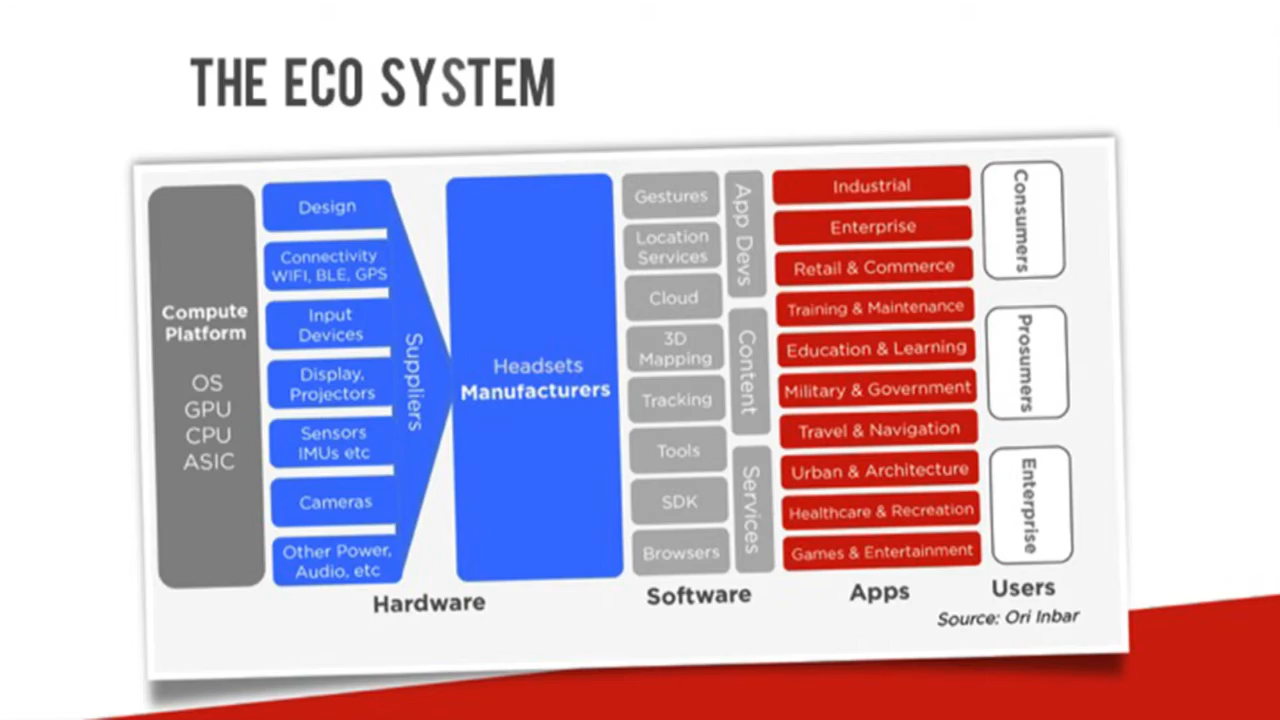 THE ECO SYSTEM
Compute
Platform
OS
GPU
CPU
ASIC
Design
Connectivity
WIFI, BLE, GPS
Input
Devices
Display,
Projectors
Sensors
IMUs etc
Cameras
Other Power,
Audio, etc
Suppliers
Headsets
Manufacturers
Hardware
Gestures
Location
Services
Cloud
3D
Mapping
Tracking
Tools
SDK
Browsers
App Devs
Content
Services
Software
Industrial
Enterprise
Retail & Commerce
Training & Maintenance
Education & Learning
Military & Government
Travel & Navigation
Urban & Architecture
Healthcare & Recreation
Games & Entertainment
Apps
Consumers
Prosumers
Enterprise
Users
Source: Ori Inbar